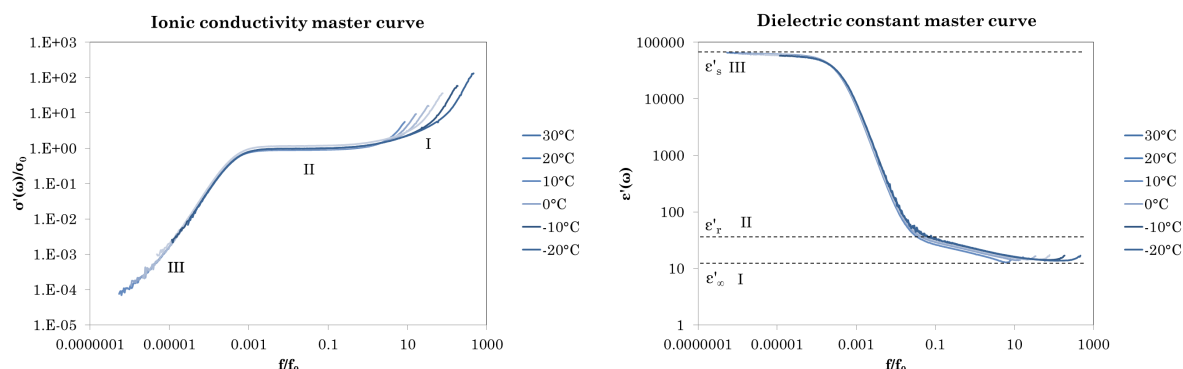 Ionic conductivity master curve
1.E+03
1.E+02
1.E+01
1.E+00
1.E-01
1.E-02
1.E-03
1.E-04
1.E-05
σ'(ω)/σ0
I
II
III
0.0000001
0.00001
0.001
0.1
10
1000
f/f0
30°C
20°C
10°C
0°C
-10°C
-20°C
Dielectric constant master curve
100000
10000
1000
100
10
1
ε'(ω)
ε's III
ε'r II
ε'∞ I
0.0000001
0.00001
0.001
0.1
10
1000
f/f0
30°C
20°C
10°C
0°C
-10°C
-20°C